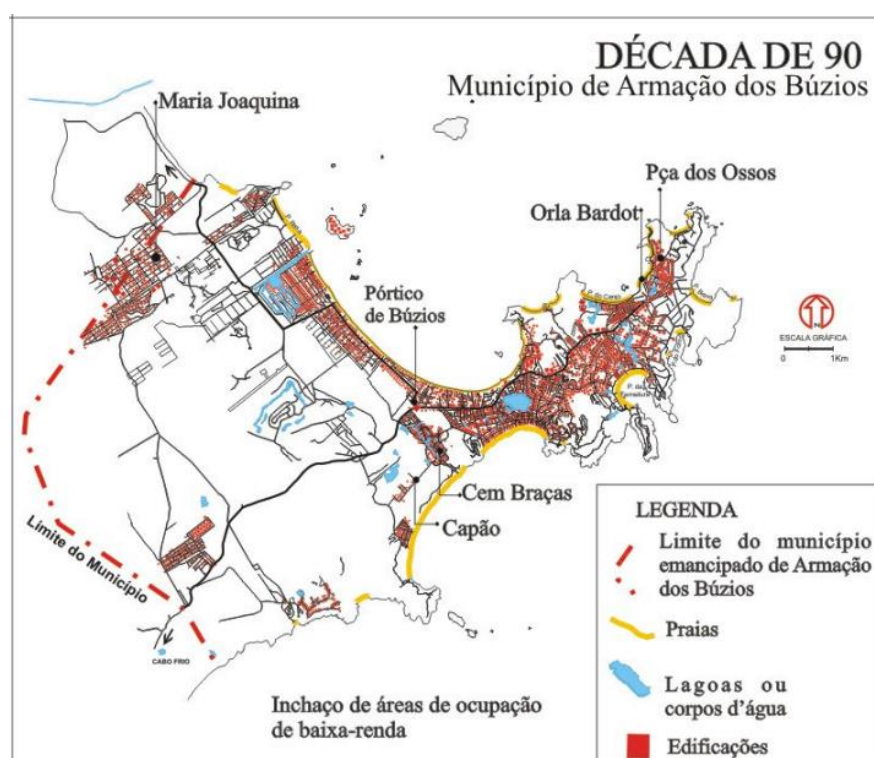 DÉCADA DE 90
Município de Armação dos Búzios
Maria Joaquina
Pça dos Ossos
Orla Bardot
Pórtico
de Búzios
ESCALA GRÁFICA
0 1Km
Cem Braças
Capão
Limite do Município
CABO FRIO
Inchaço de áreas de ocupação
de baixa-renda
LEGENDA
Limite do município
emancipado de Armação
dos Búzios
Praias
Lagoas ou
corpos d'água
Edificações